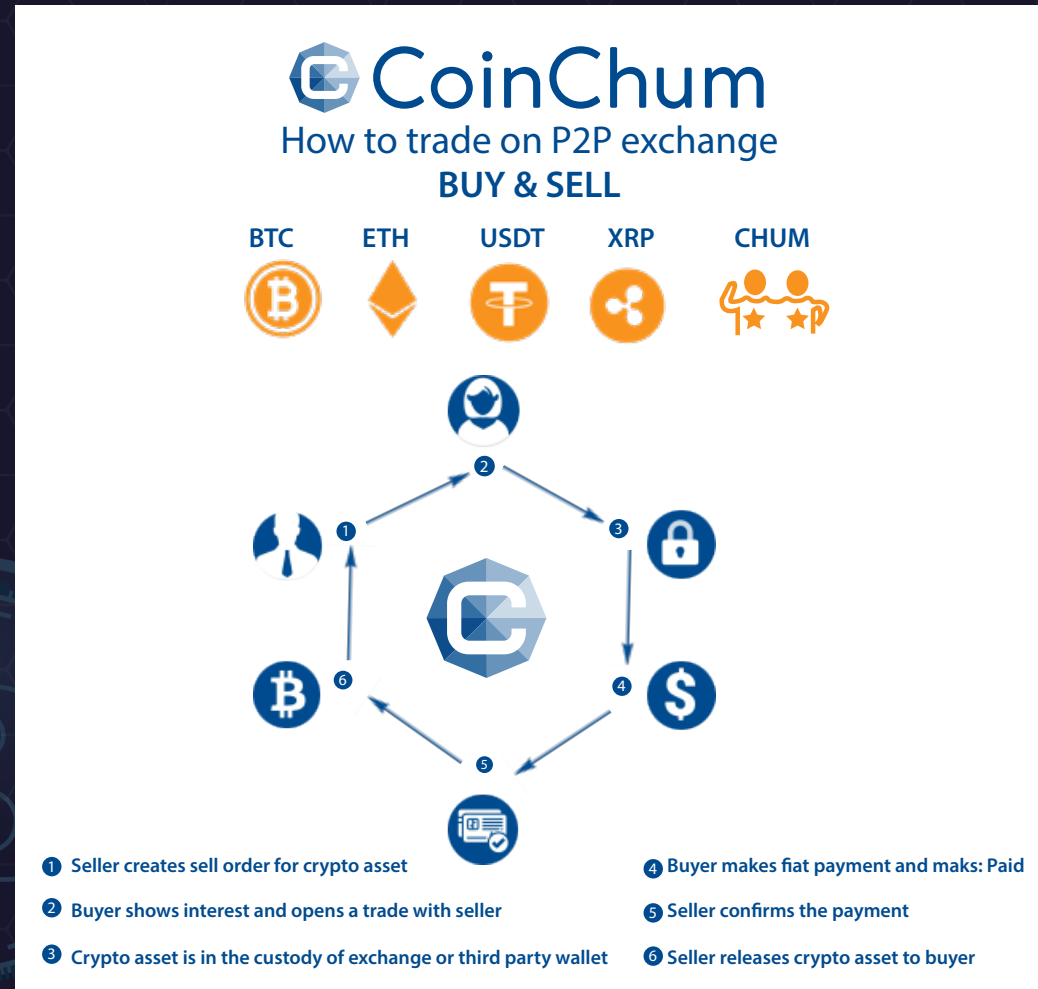 CoinChum
How to trade on P2P exchange
BUY & SELL
BTC ETH USDT XRP CHUM
2
1
3
6
4
5
1 Seller creates sell order for crypto asset
2 Buyer shows interest and opens a trade with seller
3 Crypto asset is in the custody of exchange or third party wallet
4 Buyer makes fiat payment and maks: Paid
5 Seller confirms the payment
6 Seller releases crypto asset to buyer